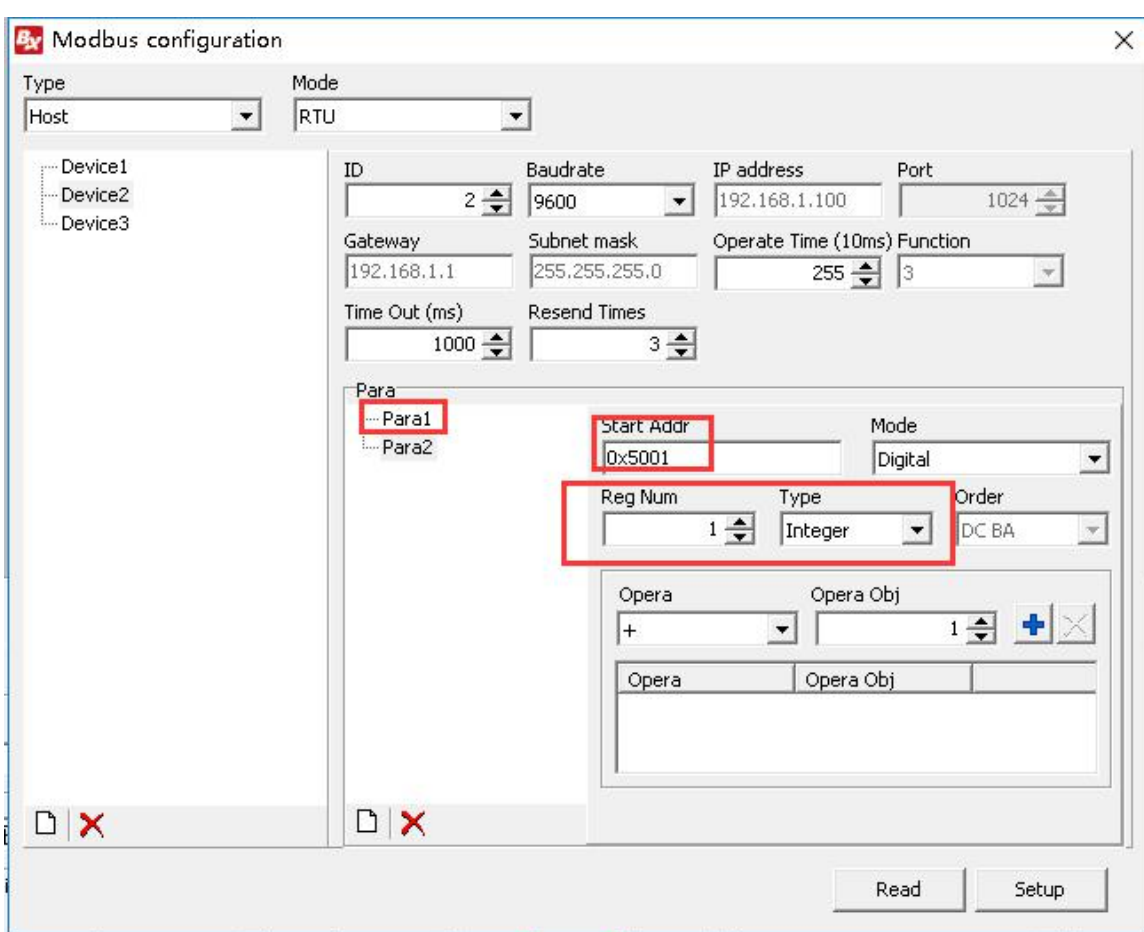 BX Modbus configuration
Type Mode
Host RTU
Device1
Device2
Device3
ID Baudrate IP address Port
2 9600 192.168.1.100 1024
Gateway Subnet mask Operate Time (10ms) Function
192.168.1.1 255.255.255.0 255 3
Time Out (ms) Resend Times
1000 3
Para
Para1
Para2
Start Addr Mode
0x5001 Digital
Reg Num Type Order
1 Integer DC BA
Opera Opera Obj
+ 1
Opera Opera Obj
Read Setup